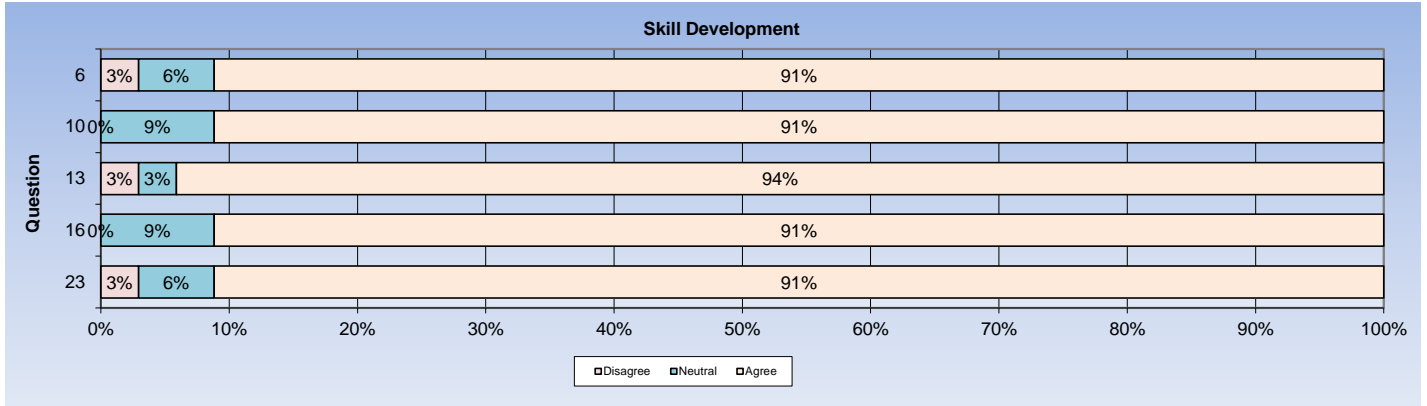 Skill Development
Question
6 3% 6% 91%
10 0% 9% 91%
13 3% 3% 94%
16 0% 9% 91%
23 3% 6% 91%
0% 10% 20% 30% 40% 50% 60% 70% 80% 90% 100%
Disagree Neutral Agree